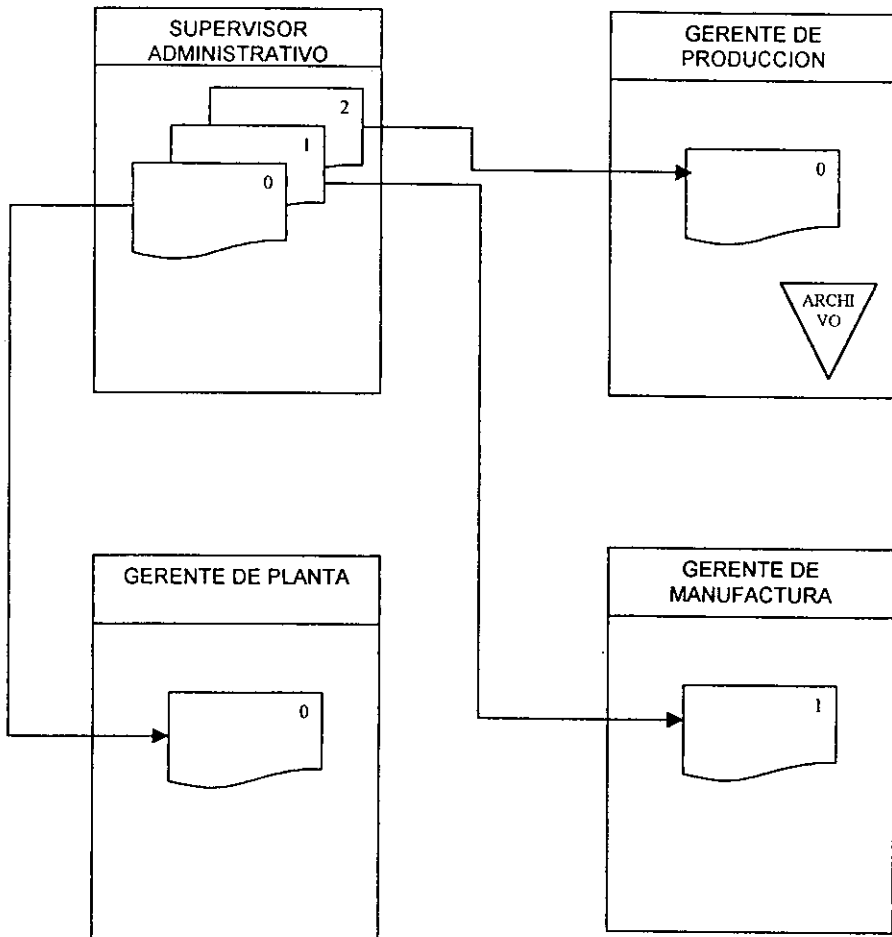 SUPERVISOR
ADMINISTRATIVO
2
1
0
GERENTE DE
PRODUCCION
0
ARCHI
VO
GERENTE DE PLANTA
0
GERENTE DE
MANUFACTURA
1